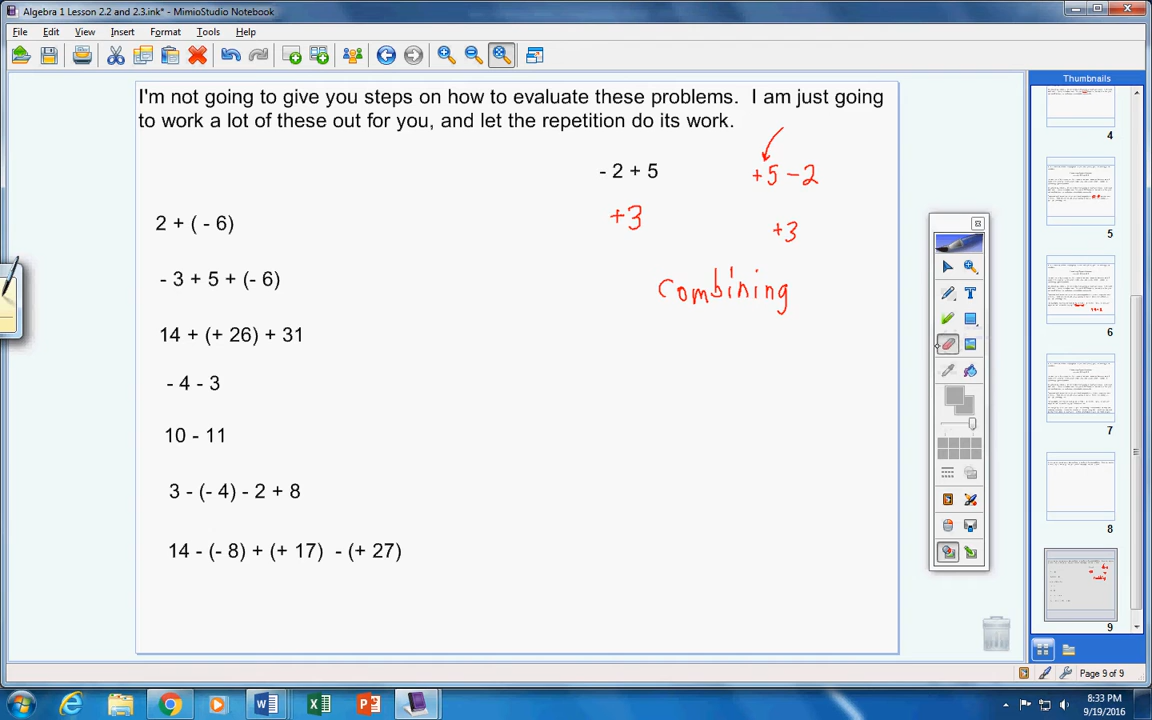 Algebra 1 Lesson 2.2 and 2.3.ink* - MimioStudio Notebook
File Edit View Insert Format Tools Help
I'm not going to give you steps on how to evaluate these problems. I am just going
to work a lot of these out for you, and let the repetition do its work.
- 2 + 5
+5 - 2
+3
+3
combining
2 + ( - 6)
- 3 + 5 + (- 6)
14 + (+ 26) + 31
- 4 - 3
10 - 11
3 - (- 4) - 2 + 8
14 - (- 8) + (+ 17) - (+ 27)
Thumbnails
4
5
6
7
8
9
Page 9 of 9
8:33 PM
9/19/2016